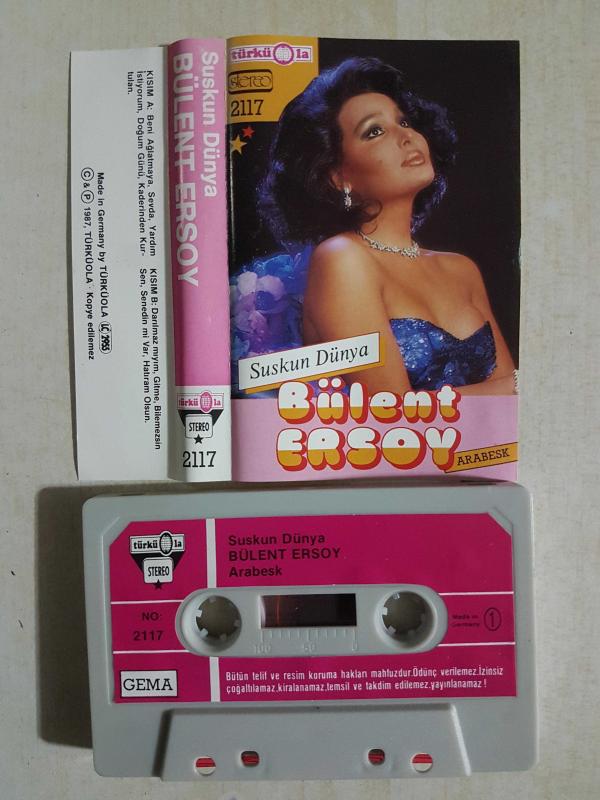 KISIM A: Beni Ağlatmaya, Sevda, Yardım
İstiyorum, Doğum Günü, Kaderinden Kur-
tulan.
KISIM B: Darılmaz mıyım, Gitme, Bilemezsin
Sen, Senedin mi Var, Hatıram Olsun.
Made in Germany by TÜRKÜOLA LC 2955
© & ℗ 1987, TÜRKÜOLA · Kopye edilemez
Suskun Dünya
BÜLENT ERSOY
türkü la
STEREO
2117
türkü la
stereo
2117
Suskun Dünya
Bülent
ERSOY
ARABESK
türkü la
STEREO
Suskun Dünya
BÜLENT ERSOY
Arabesk
NO:
2117
100 50 0
Made in
Germany
1
GEMA
Bütün telif ve resim koruma hakları mahfuzdur.Ödünç verilemez.İzinsiz
çoğaltılamaz,kiralanamaz,temsil ve takdim edilemez,yayınlanamaz !